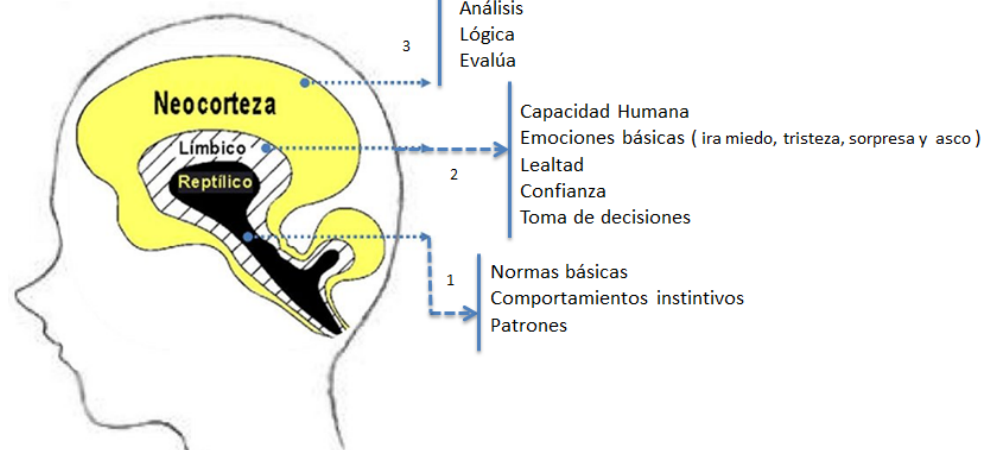 Análisis
Lógica
Evalúa
3
Neocorteza
Límbico
Reptílico
Capacidad Humana
Emociones básicas ( ira miedo, tristeza, sorpresa y asco )
Lealtad
Confianza
Toma de decisiones
2
Normas básicas
Comportamientos instintivos
Patrones
1